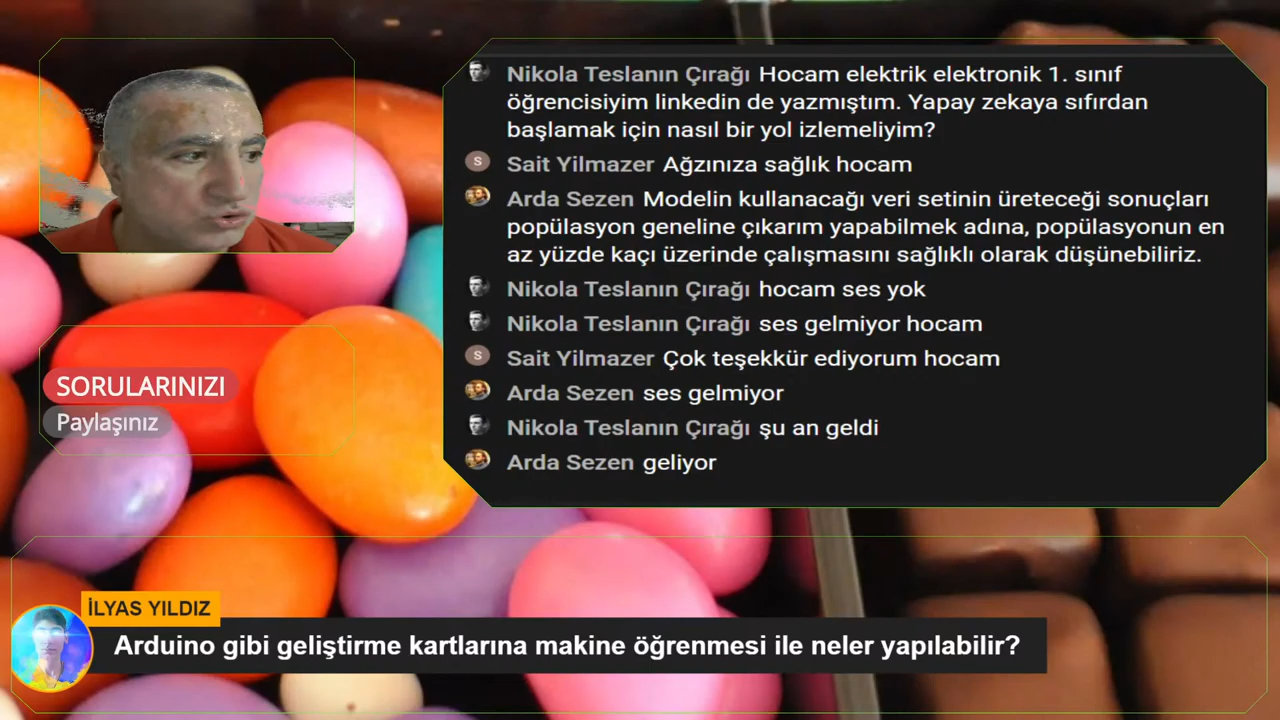 Nikola Teslanın Çırağı Hocam elektrik elektronik 1. sınıf
öğrencisiyim linkedin de yazmıştım. Yapay zekaya sıfırdan
başlamak için nasıl bir yol izlemeliyim?
S Sait Yilmazer Ağzınıza sağlık hocam
Arda Sezen Modelin kullanacağı veri setinin üreteceği sonuçları
popülasyon geneline çıkarım yapabilmek adına, popülasyonun en
az yüzde kaçı üzerinde çalışmasını sağlıklı olarak düşünebiliriz.
Nikola Teslanın Çırağı hocam ses yok
Nikola Teslanın Çırağı ses gelmiyor hocam
S Sait Yilmazer Çok teşekkür ediyorum hocam
Arda Sezen ses gelmiyor
Nikola Teslanın Çırağı şu an geldi
Arda Sezen geliyor
SORULARINIZI
Paylaşınız
İLYAS YILDIZ
Arduino gibi geliştirme kartlarına makine öğrenmesi ile neler yapılabilir?